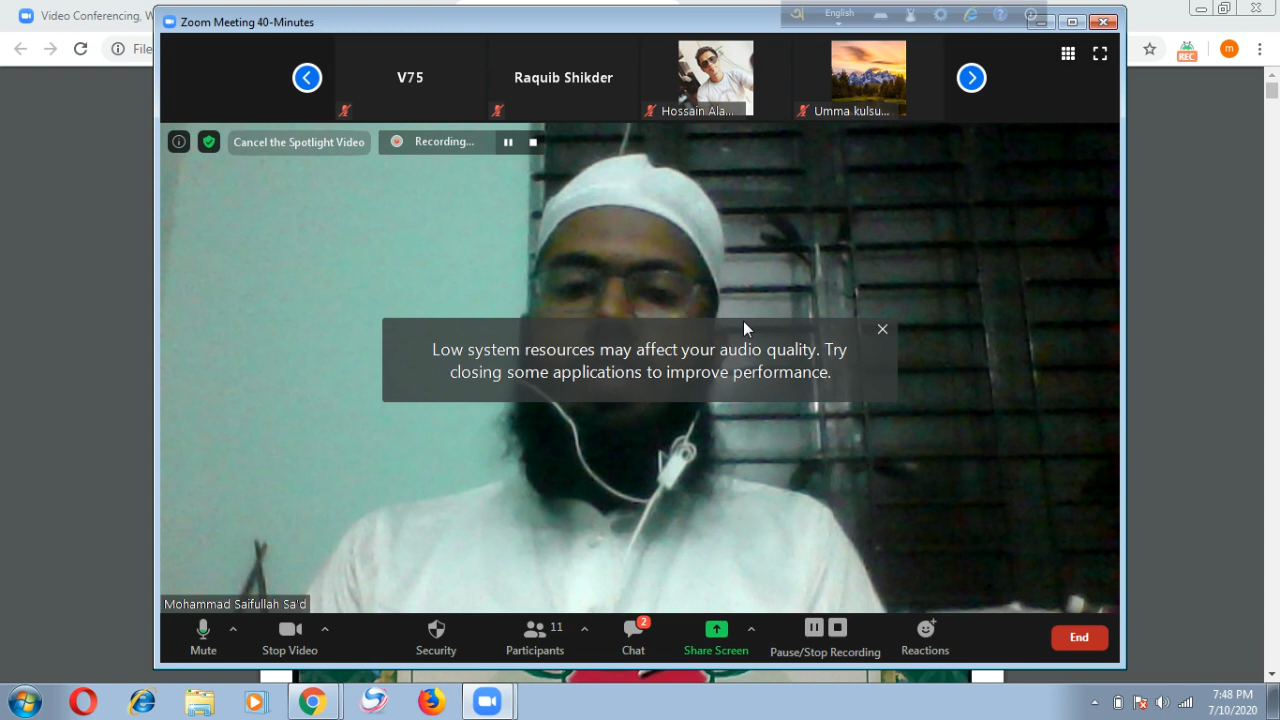 Video Conferencing, W
Zoom Meeting 40-Minutes
English
File
REC
m
V75
Raquib Shikder
Hossain Ala...
Umma kulsu...
Cancel the Spotlight Video
Recording...
Low system resources may affect your audio quality. Try
closing some applications to improve performance.
Mohammad Saifullah Sa'd
Mute
Stop Video
Security
11
Participants
2
Chat
Share Screen
Pause/Stop Recording
Reactions
End
7:48 PM
7/10/2020